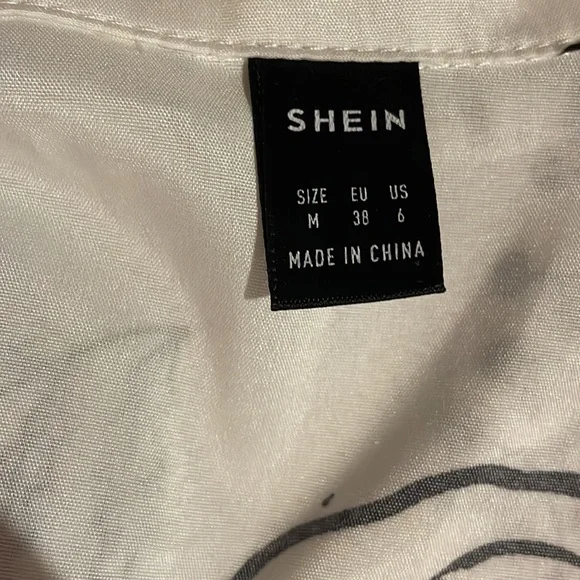 SHEIN
SIZE EU US
M 38 6
MADE IN CHINA